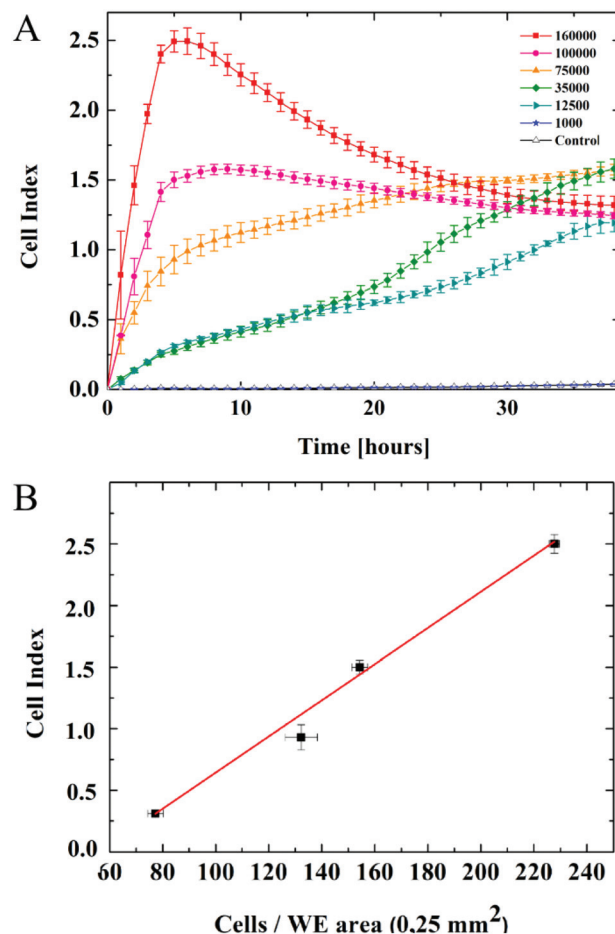 A
160000
100000
75000
35000
12500
1000
Control
2.5
2.0
1.5
1.0
0.5
0.0
Cell Index
0 10 20 30
Time [hours]
B
2.5
2.0
1.5
1.0
0.5
0.0
Cell Index
60 80 100 120 140 160 180 200 220 240
Cells / WE area (0,25 mm²)